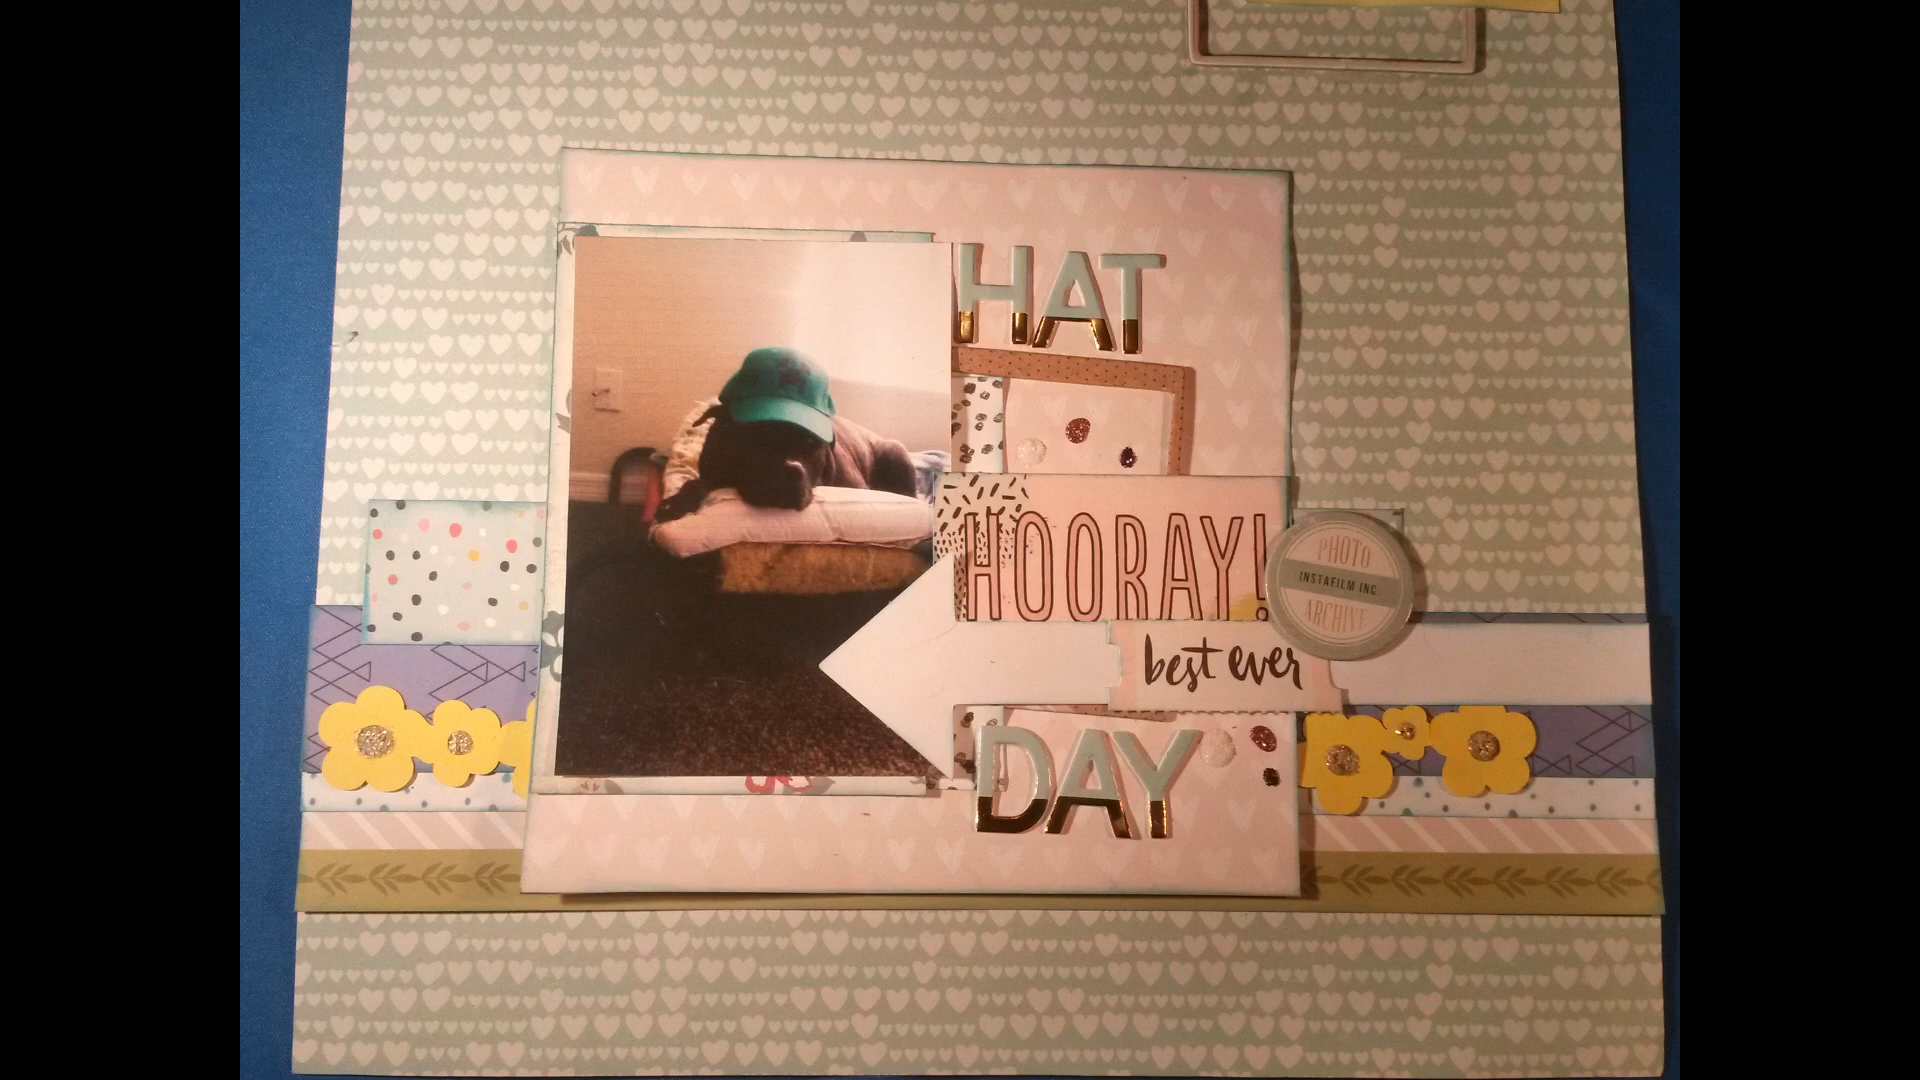 HAT
HOORAY!
PHOTO
INSTAFILM INC.
ARCHIVE
best ever
DAY